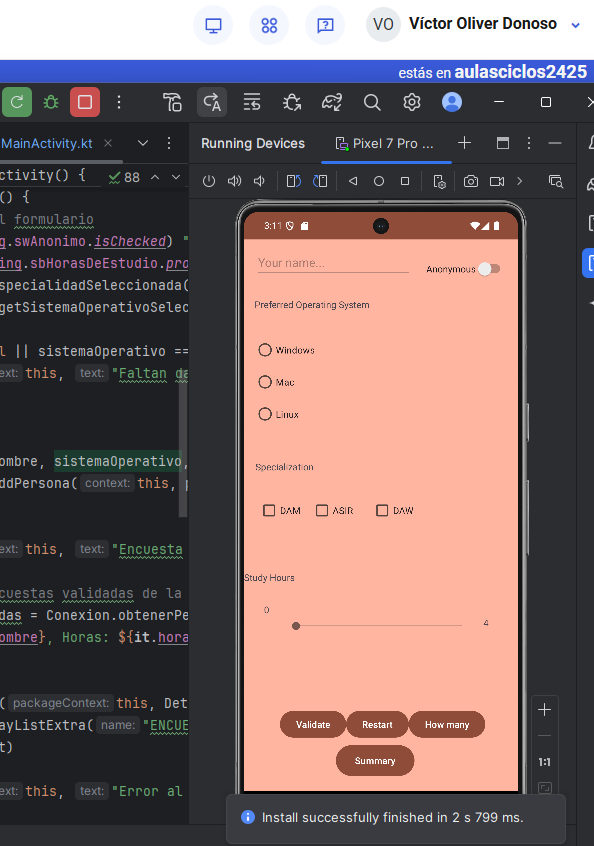 VO Víctor Oliver Donoso
estás en aulasciclos2425
MainActivity.kt
Running Devices
Pixel 7 Pro ...
ctivity() {
88
() {
l formulario
ng.swAnonimo.isChecked) "
ing.sbHorasDeEstudio.pro
specialidadSeleccionada(
getSistemaOperativoSelec
l || sistemaOperativo ==
ext: this, text: "Faltan da
ombre, sistemaOperativo,
ddPersona( context: this, p
ext: this, text: "Encuesta
cuestas validadas de la
das = Conexion.obtenerPe
ombre}, Horas: ${it.hora
( packageContext: this, Det
ayListExtra( name: "ENCUE
t)
ext: this, text: "Error al
3:11
Your name...
Anonymous
Preferred Operating System
Windows
Mac
Linux
Specialization
DAM
ASIR
DAW
Study Hours
0
4
Validate
Restart
How many
Summary
1:1
Install successfully finished in 2 s 799 ms.